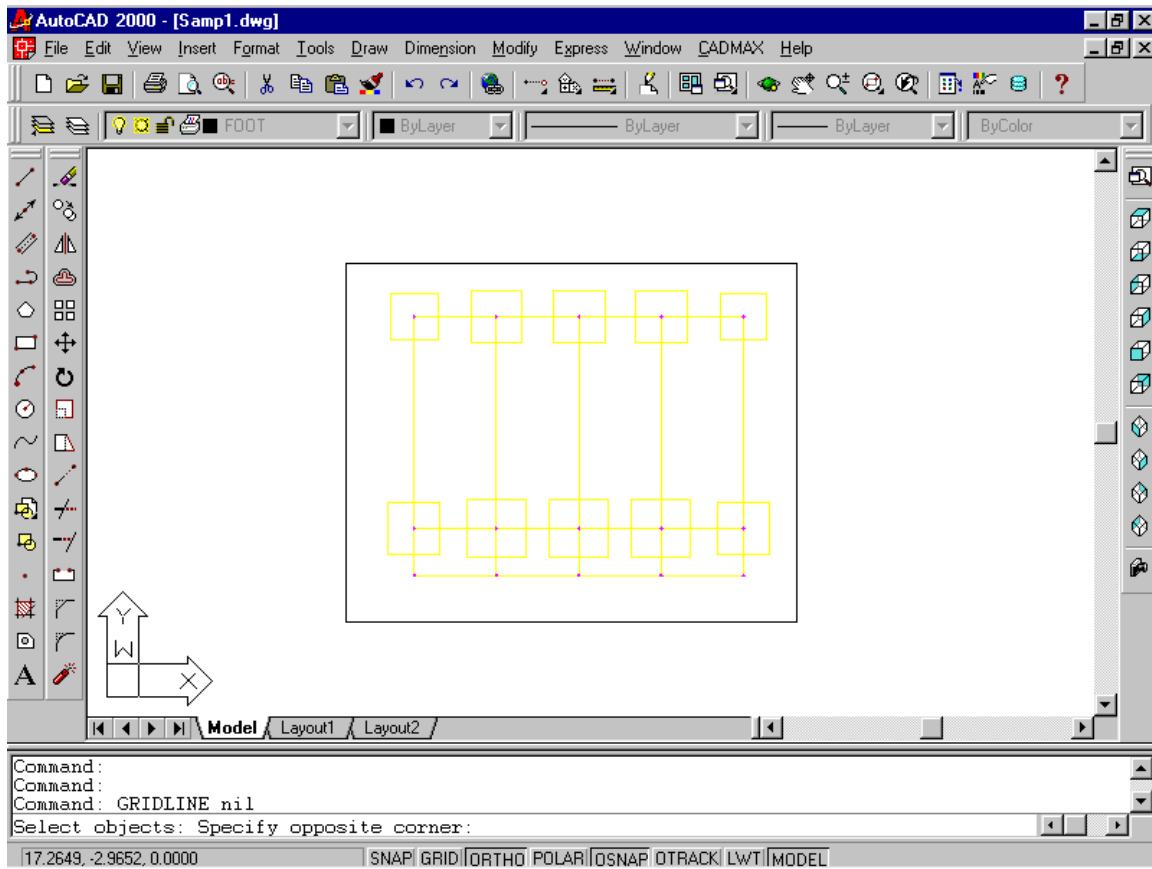 AutoCAD 2000 - [Samp1.dwg]
File Edit View Insert Format Tools Draw Dimension Modify Express Window CADMAX Help
FOOT ByLayer ByLayer ByLayer ByColor
A
Y
W
X
Model Layout1 Layout2
Command:
Command:
Command: GRIDLINE nil
Select objects: Specify opposite corner:
17.2649, -2.9652, 0.0000 SNAP GRID ORTHO POLAR OSNAP OTRACK LWT MODEL